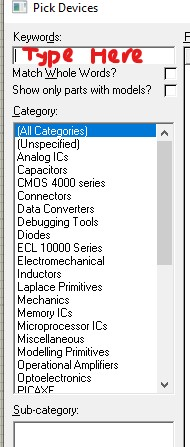 Pick Devices
Keywords:
Type Here
Match Whole Words?
Show only parts with models?
Category:
(All Categories)
(Unspecified)
Analog ICs
Capacitors
CMOS 4000 series
Connectors
Data Converters
Debugging Tools
Diodes
ECL 10000 Series
Electromechanical
Inductors
Laplace Primitives
Mechanics
Memory ICs
Microprocessor ICs
Miscellaneous
Modelling Primitives
Operational Amplifiers
Optoelectronics
PICAXE
Sub-category: